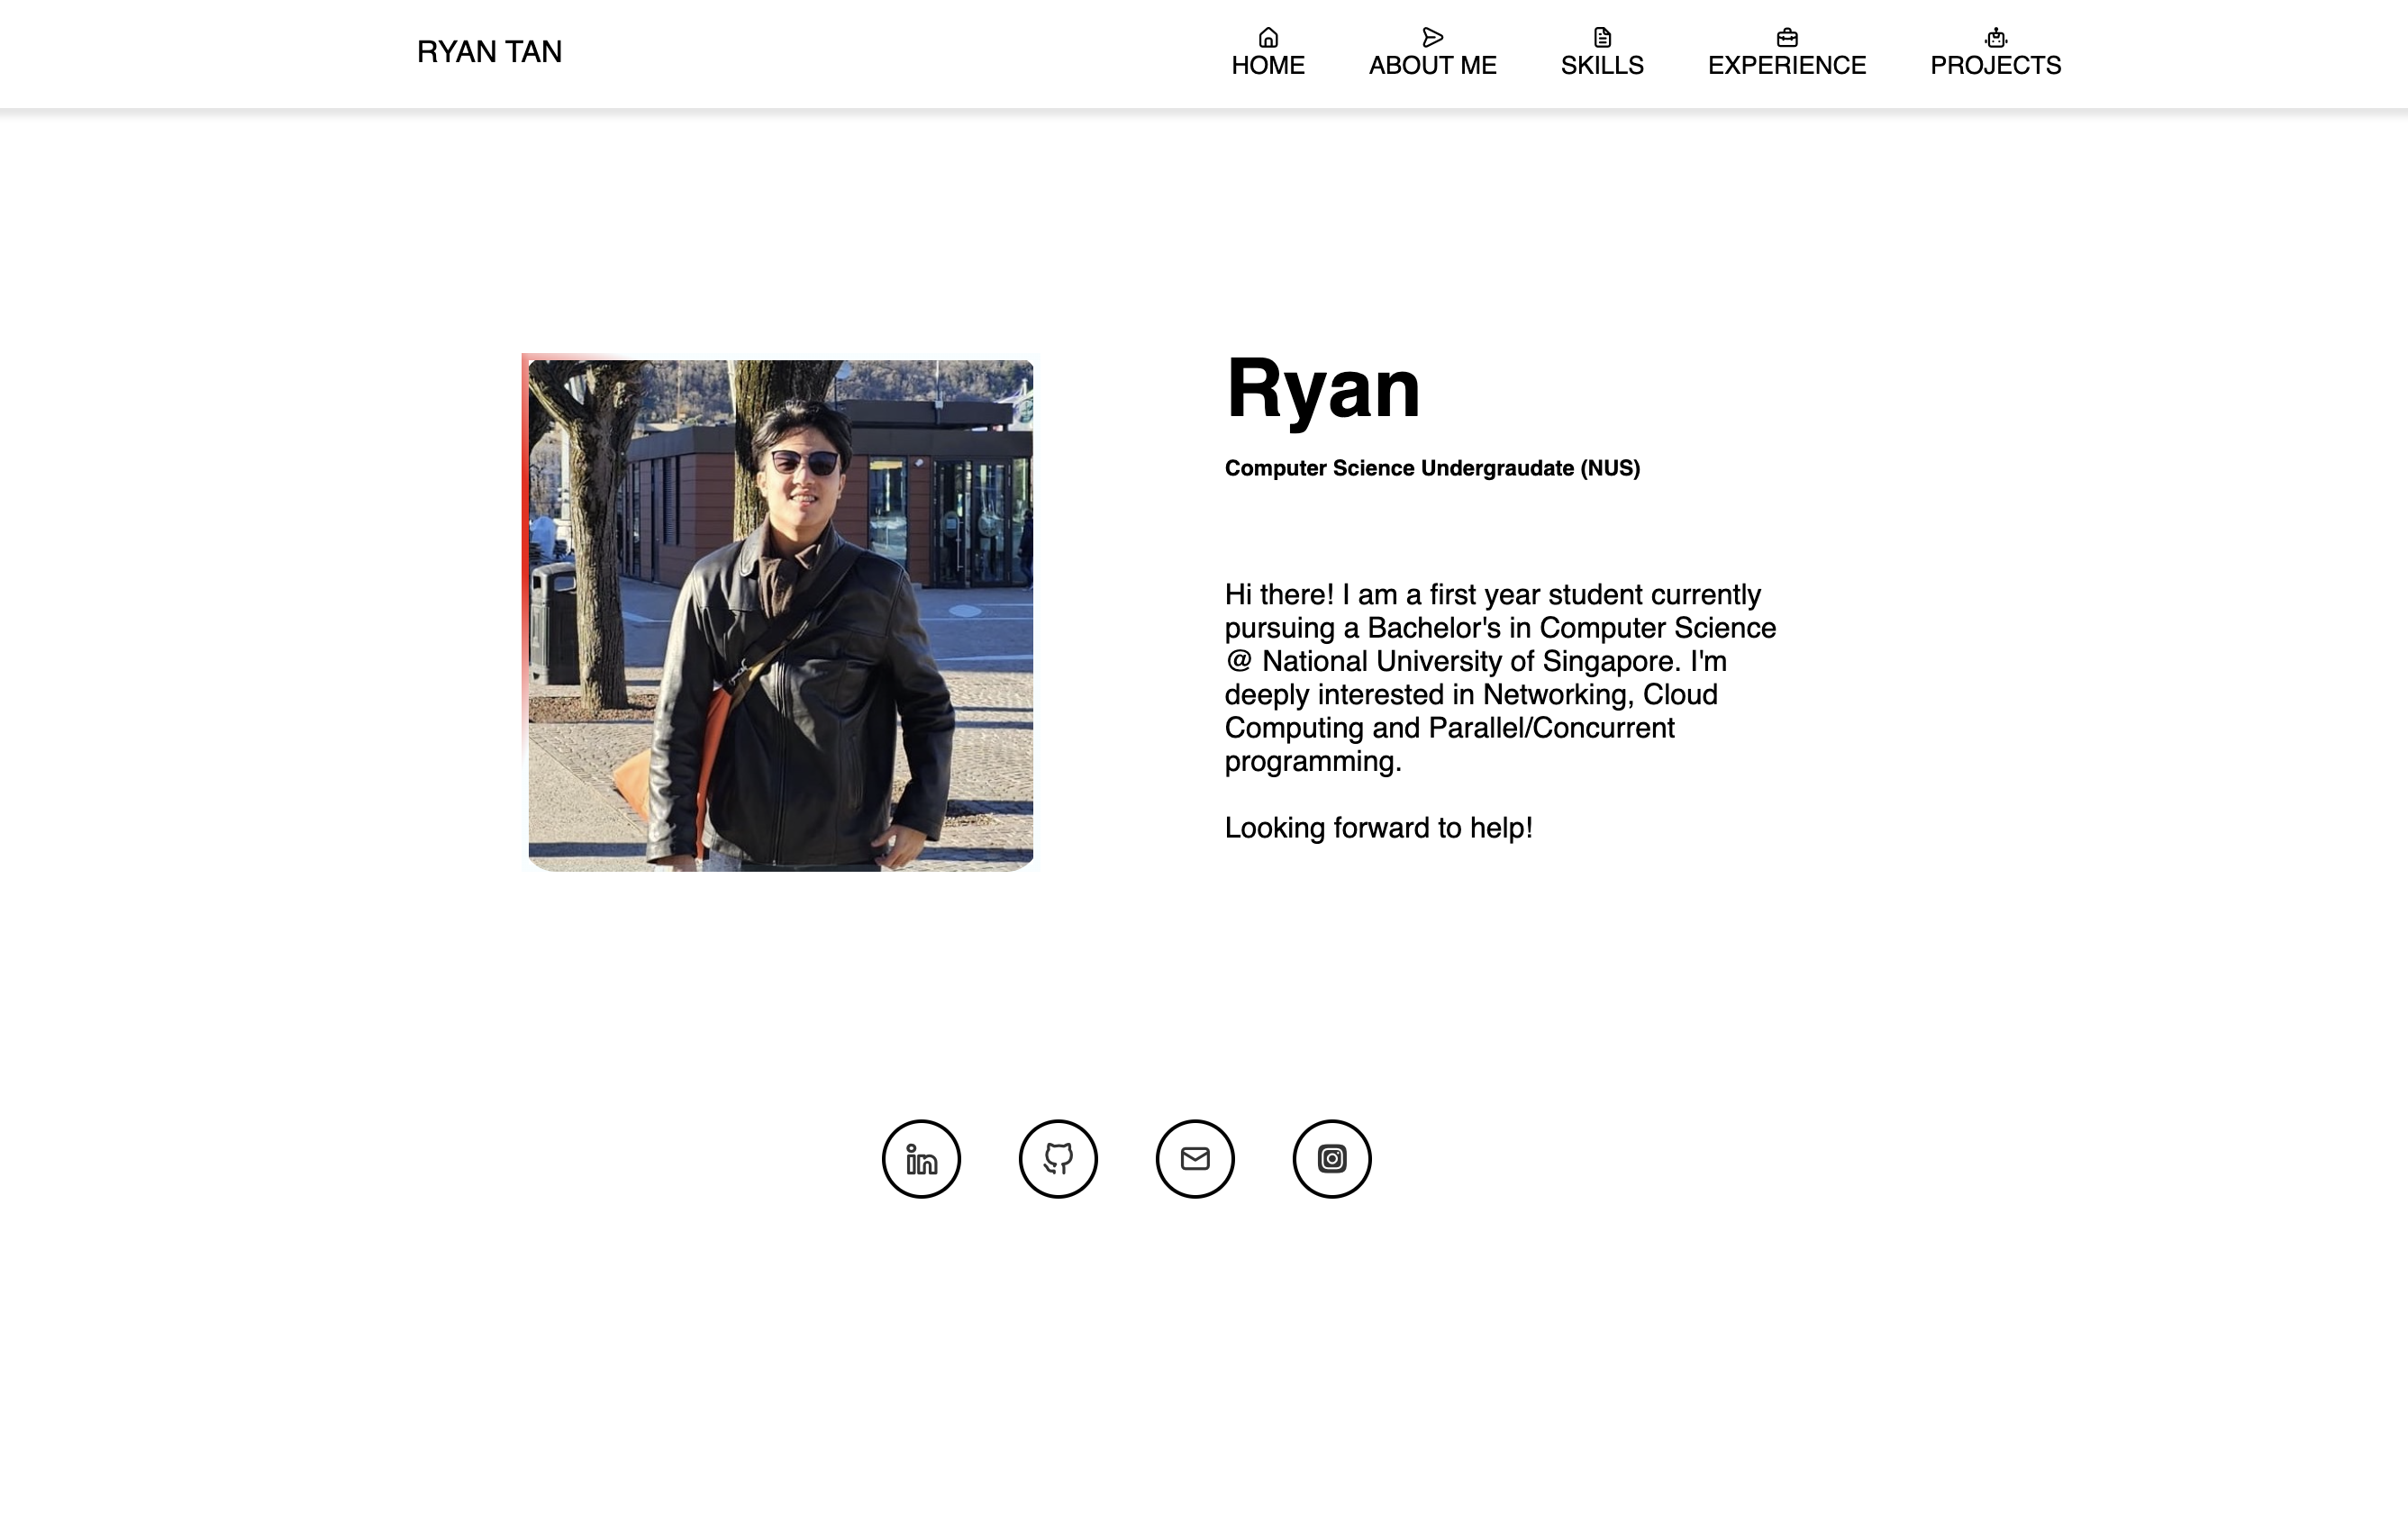 RYAN TAN
HOME
ABOUT ME
SKILLS
EXPERIENCE
PROJECTS
Ryan
Computer Science Undergraudate (NUS)
Hi there! I am a first year student currently
pursuing a Bachelor's in Computer Science
@ National University of Singapore. I'm
deeply interested in Networking, Cloud
Computing and Parallel/Concurrent
programming.
Looking forward to help!
in